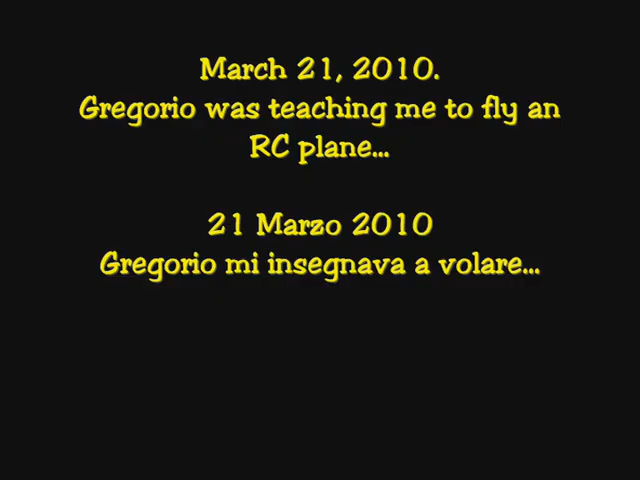 March 21, 2010.
Gregorio was teaching me to fly an
RC plane...
21 Marzo 2010
Gregorio mi insegnava a volare...